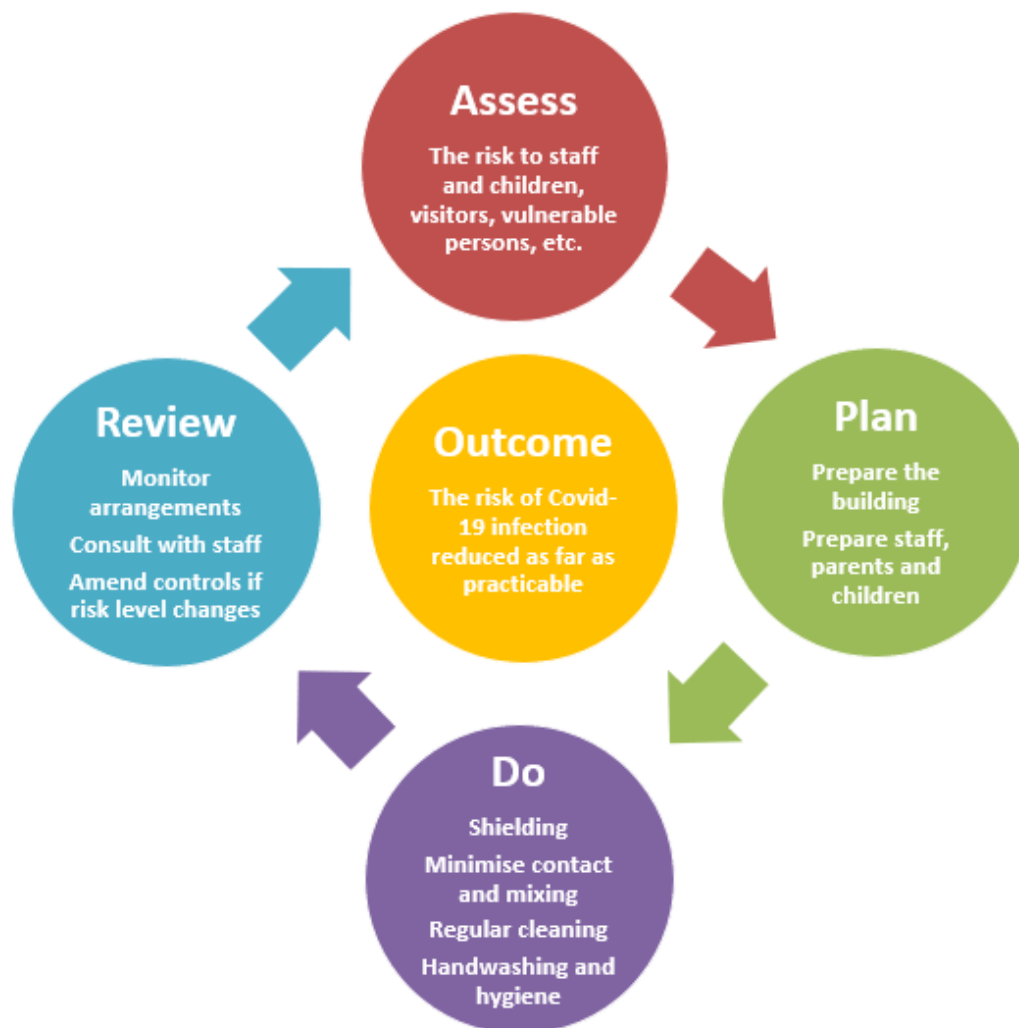 Assess
The risk to staff
and children,
visitors, vulnerable
persons, etc.
Plan
Prepare the
building
Prepare staff,
parents and
children
Do
Shielding
Minimise contact
and mixing
Regular cleaning
Handwashing and
hygiene
Review
Monitor
arrangements
Consult with staff
Amend controls if
risk level changes
Outcome
The risk of Covid-
19 infection
reduced as far as
practicable